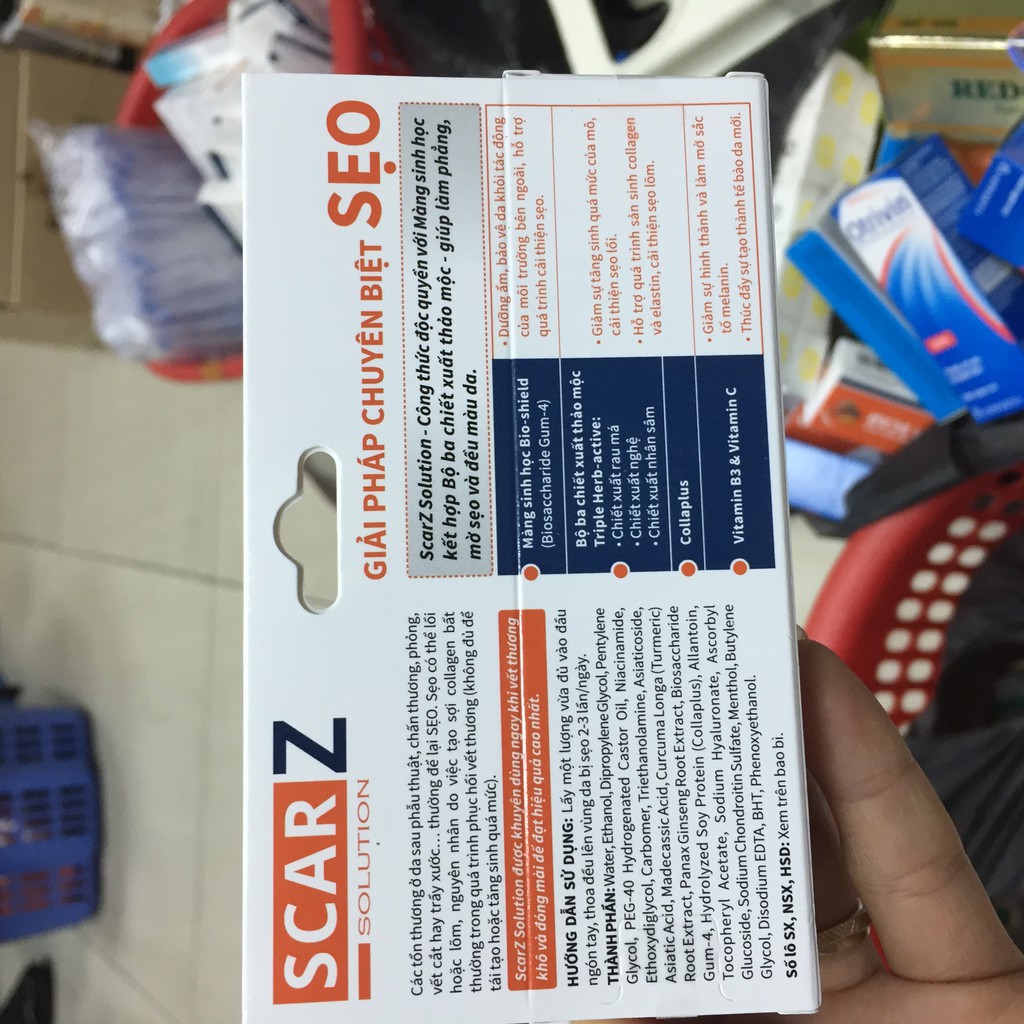 SCAR Z
SOLUTION
Các tổn thương ở da sau phẫu thuật, chấn thương, phỏng,
vết cắt hay trầy xước... thường để lại SẸO. Sẹo có thể lồi
hoặc lõm, nguyên nhân do việc tạo sợi collagen bất
thường trong quá trình phục hồi vết thương (không đủ để
tái tạo hoặc tăng sinh quá mức).
ScarZ Solution được khuyên dùng ngay khi vết thương
khô và đóng mài để đạt hiệu quả cao nhất.
HƯỚNG DẪN SỬ DỤNG: Lấy một lượng vừa đủ vào đầu
ngón tay, thoa đều lên vùng da bị sẹo 2-3 lần/ngày.
THÀNH PHẦN: Water, Ethanol, Dipropylene Glycol, Pentylene
Glycol, PEG-40 Hydrogenated Castor Oil, Niacinamide,
Ethoxydiglycol, Carbomer, Triethanolamine, Asiaticoside,
Asiatic Acid, Madecassic Acid, Curcuma Longa (Turmeric)
Root Extract, Panax Ginseng Root Extract, Biosaccharide
Gum-4, Hydrolyzed Soy Protein (Collaplus), Allantoin,
Tocopheryl Acetate, Sodium Hyaluronate, Ascorbyl
Glucoside, Sodium Chondroitin Sulfate, Menthol, Butylene
Glycol, Disodium EDTA, BHT, Phenoxyethanol.
Số lô SX, NSX, HSD: Xem trên bao bì.
GIẢI PHÁP CHUYÊN BIỆT SẸO
ScarZ Solution - Công thức độc quyền với Màng sinh học
kết hợp Bộ ba chiết xuất thảo mộc - giúp làm phẳng,
mờ sẹo và đều màu da.
Màng sinh học Bio-shield
(Biosaccharide Gum-4)
• Dưỡng ẩm, bảo vệ da khỏi tác động
của môi trường bên ngoài, hỗ trợ
quá trình cải thiện sẹo.
Bộ ba chiết xuất thảo mộc
Triple Herb-active:
• Chiết xuất rau má
• Chiết xuất nghệ
• Chiết xuất nhân sâm
Collaplus
• Giảm sự tăng sinh quá mức của mô,
cải thiện sẹo lồi.
• Hỗ trợ quá trình sản sinh collagen
và elastin, cải thiện sẹo lõm.
Vitamin B3 & Vitamin C
• Giảm sự hình thành và làm mờ sắc
tố melanin.
• Thúc đẩy sự tạo thành tế bào da mới.
Otrivin